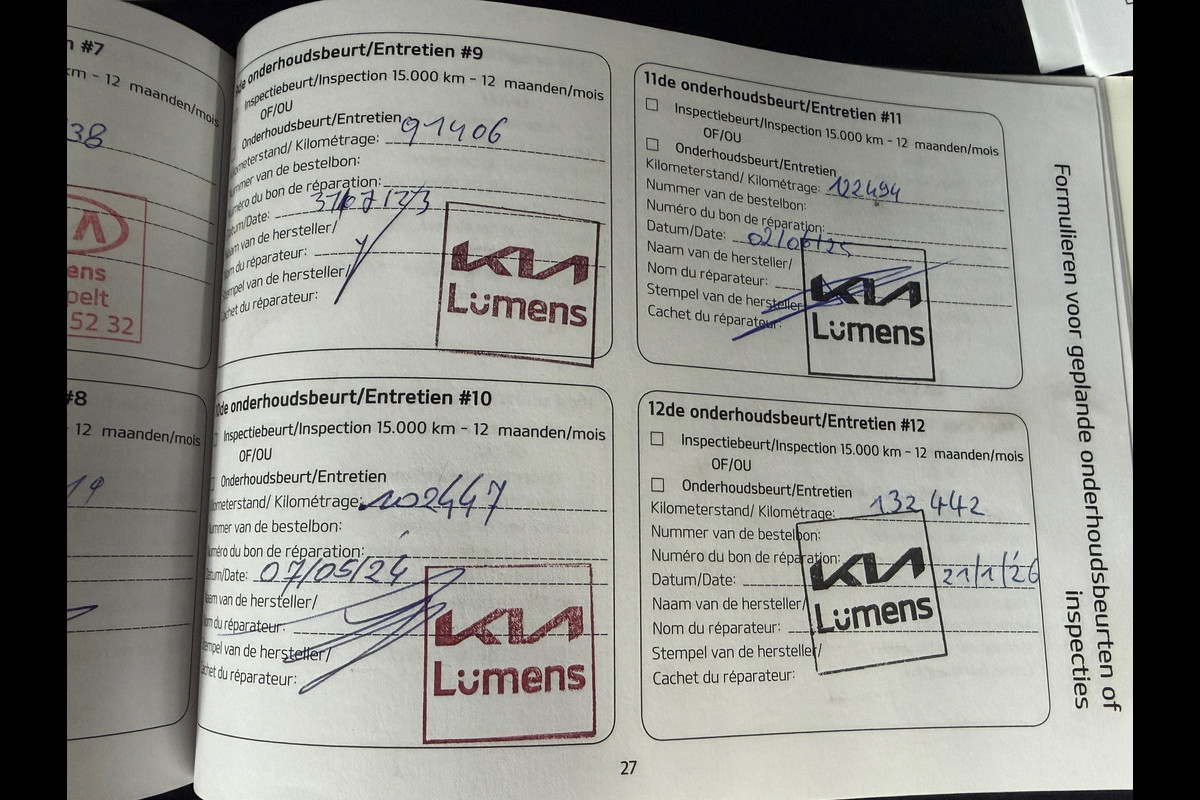 #7
km - 12 maanden/mois
38
ens
pelt
52 32
#8
12 maanden/mois
19
de onderhoudsbeurt/Entretien #9
Inspectiebeurt/Inspection 15.000 km - 12 maanden/mois
OF/OU
Onderhoudsbeurt/Entretien
Kilometerstand/ Kilométrage: 91406
Nummer van de bestelbon:
Numéro du bon de réparation:
Datum/Date:
Naam van de hersteller/
Nom du réparateur:
Stempel van de hersteller/
Cachet du réparateur:
KIA
Lümens
10de onderhoudsbeurt/Entretien #10
Inspectiebeurt/Inspection 15.000 km - 12 maanden/mois
OF/OU
Onderhoudsbeurt/Entretien
Kilometerstand/ Kilométrage: 102447
Nummer van de bestelbon:
Numéro du bon de réparation:
Datum/Date: 07/05/24
Naam van de hersteller/
Nom du réparateur:
Stempel van de hersteller/
Cachet du réparateur:
KIA
Lümens
11de onderhoudsbeurt/Entretien #11
Inspectiebeurt/Inspection 15.000 km - 12 maanden/mois
OF/OU
Onderhoudsbeurt/Entretien
Kilometerstand/ Kilométrage: 122494
Nummer van de bestelbon:
Numéro du bon de réparation:
Datum/Date: 02/06/25
Naam van de hersteller/
Nom du réparateur:
Stempel van de hersteller/
Cachet du réparateur:
KIA
Lümens
12de onderhoudsbeurt/Entretien #12
Inspectiebeurt/Inspection 15.000 km - 12 maanden/mois
OF/OU
Onderhoudsbeurt/Entretien
Kilometerstand/ Kilométrage: 132.442
Nummer van de bestelbon:
Numéro du bon de réparation:
Datum/Date: 21/1/26
Naam van de hersteller/
Nom du réparateur:
Stempel van de hersteller/
Cachet du réparateur:
KIA
Lümens
Formulieren voor geplande onderhoudsbeurten of
inspecties
27